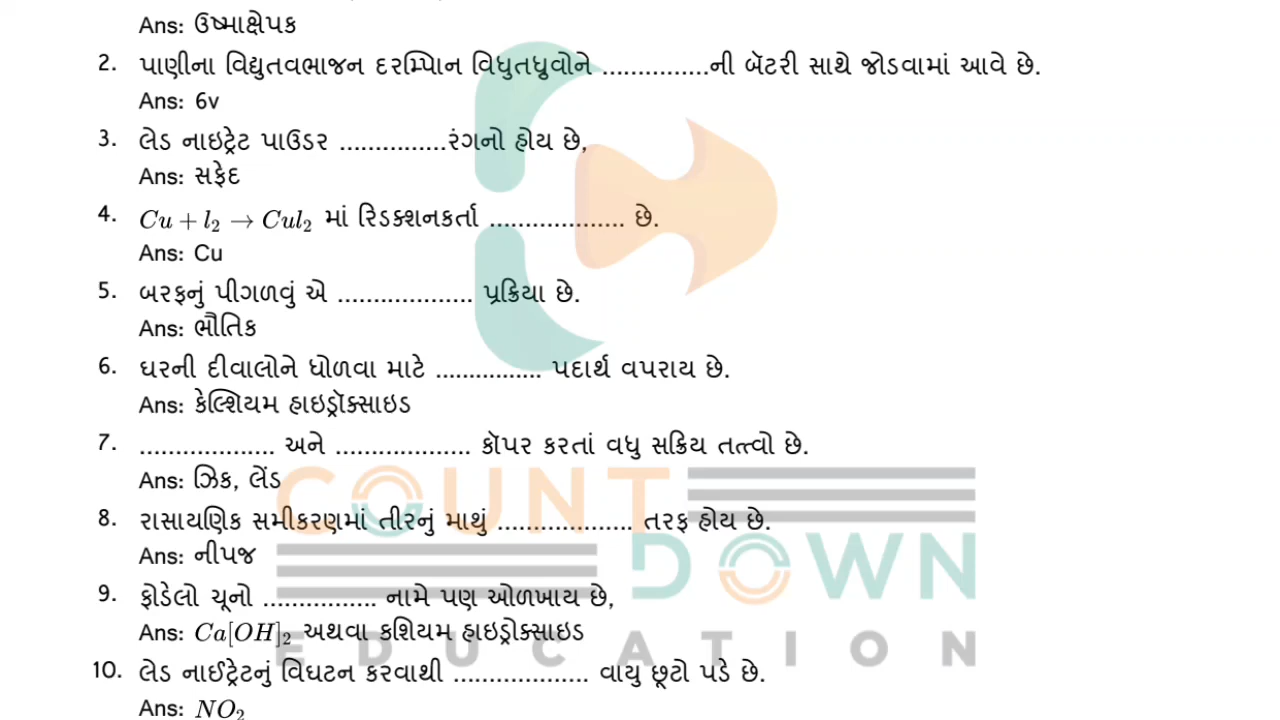 Ans: ઉષ્માક્ષેપક
2. પાણીના વિદ્યુતવભાજન દરમ્પિાન વિધુતધ્રુવોને ...............ની બૅટરી સાથે જોડવામાં આવે છે.
Ans: 6v
3. લેડ નાઇટ્રેટ પાઉડર ...............રંગનો હોય છે,
Ans: સફેદ
4. Cu + l₂ → Cul₂ માં રિડક્શનકર્તા ................... છે.
Ans: Cu
5. બરફનું પીગળવું એ ................... પ્રક્રિયા છે.
Ans: ભૌતિક
6. ઘરની દીવાલોને ધોળવા માટે ............... પદાર્થ વપરાય છે.
Ans: કેલ્શિયમ હાઇડ્રૉક્સાઇડ
7. ................... અને ................... કૉપર કરતાં વધુ સક્રિય તત્ત્વો છે.
Ans: ઝિક, લેંડ
8. રાસાયણિક સમીકરણમાં તીરનું માથું ................... તરફ હોય છે.
Ans: નીપજ
9. ફોડેલો ચૂનો ................ નામે પણ ઓળખાય છે,
Ans: Ca[OH]₂ અથવા કશિયમ હાઇડ્રોક્સાઇડ
10. લેડ નાઈટ્રેટનું વિઘટન કરવાથી ................... વાયુ છૂટો પડે છે.
Ans: NO₂
COUNT
DOWN
EDUCATION